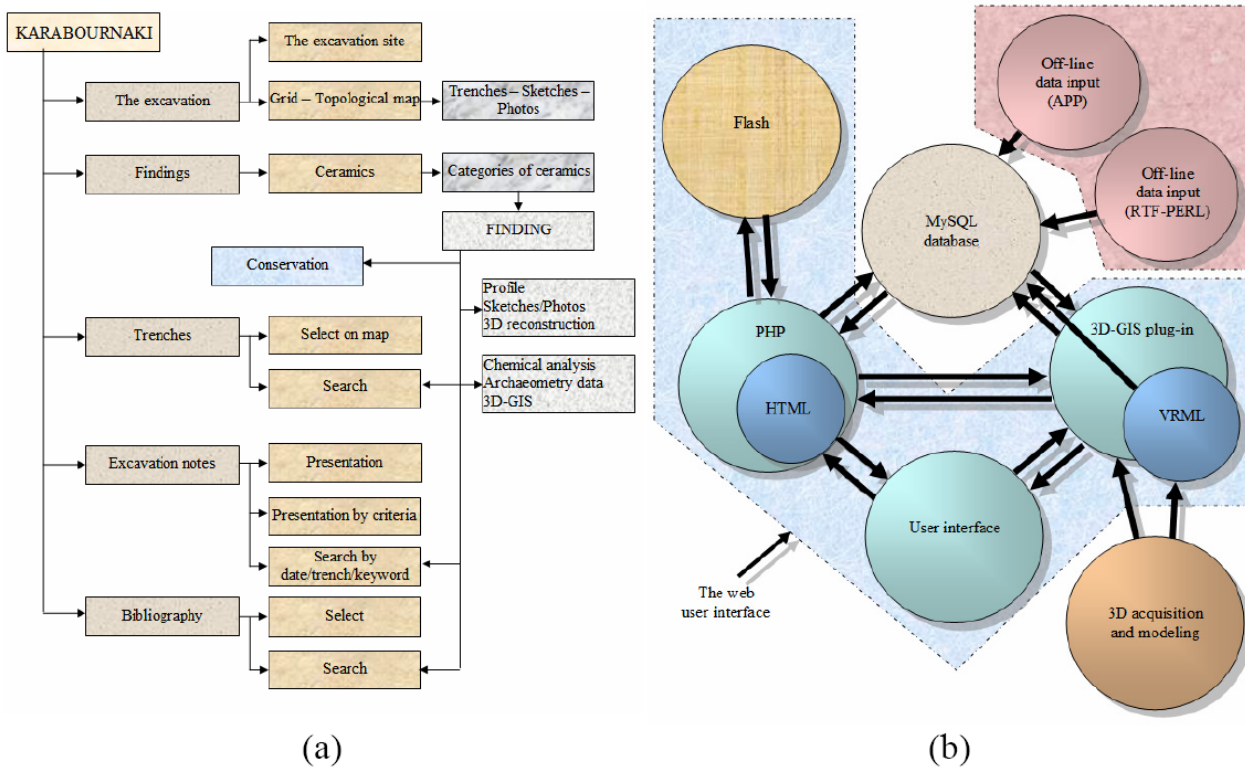 KARABOURNAKI
The excavation site
The excavation
Grid – Topological map
Trenches – Sketches –
Photos
Findings
Ceramics
Categories of ceramics
FINDING
Conservation
Profile
Sketches/Photos
3D reconstruction
Trenches
Select on map
Search
Chemical analysis
Archaeometry data
3D-GIS
Excavation notes
Presentation
Presentation by criteria
Search by
date/trench/keyword
Bibliography
Select
Search
(a)
Flash
Off-line
data input
(APP)
Off-line
data input
(RTF-PERL)
MySQL
database
PHP
HTML
3D-GIS plug-in
VRML
User interface
The web
user interface
3D acquisition
and modeling
(b)